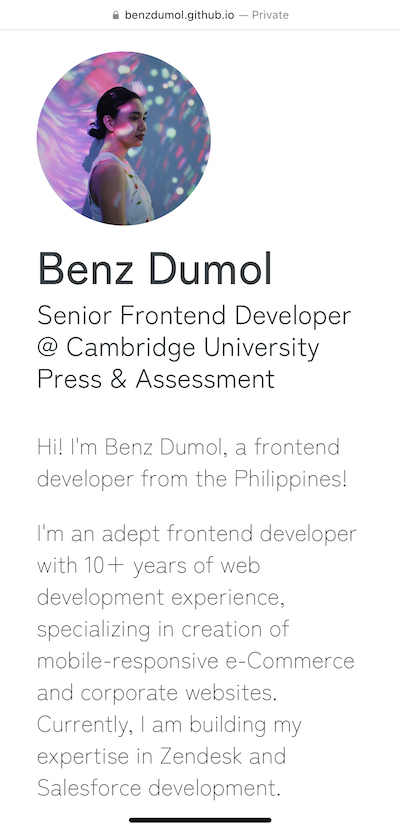 benzdumol.github.io — Private
Benz Dumol
Senior Frontend Developer
@ Cambridge University
Press & Assessment
Hi! I'm Benz Dumol, a frontend
developer from the Philippines!
I'm an adept frontend developer
with 10+ years of web
development experience,
specializing in creation of
mobile-responsive e-Commerce
and corporate websites.
Currently, I am building my
expertise in Zendesk and
Salesforce development.